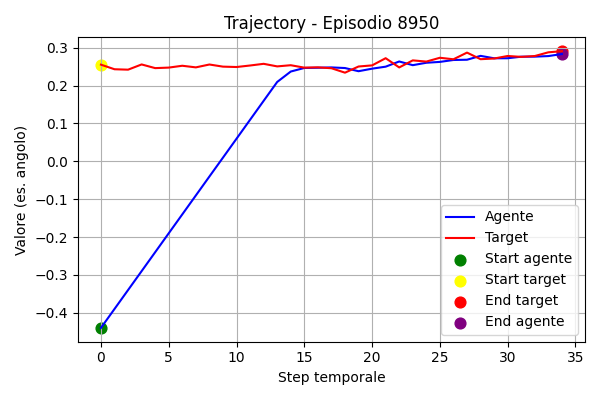 Trajectory - Episodio 8950
Valore (es. angolo)
0.3
0.2
0.1
0.0
−0.1
−0.2
−0.3
−0.4
Agente
Target
Start agente
Start target
End target
End agente
0 5 10 15 20 25 30 35
Step temporale